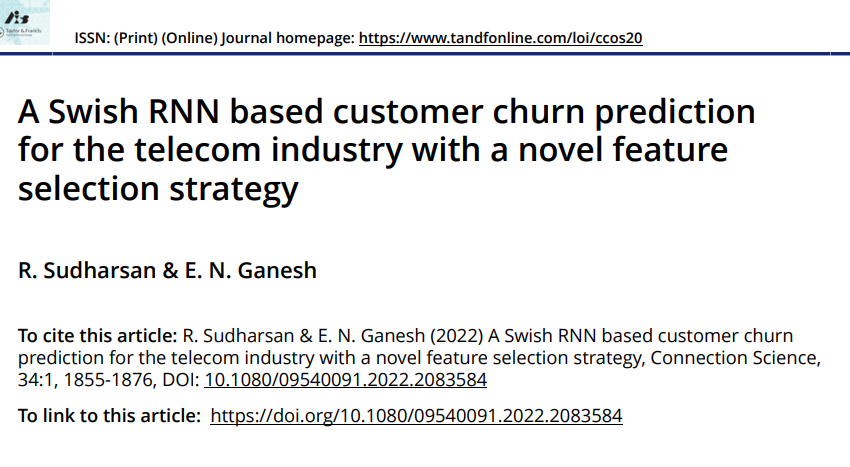 Taylor & Francis
ISSN: (Print) (Online) Journal homepage: https://www.tandfonline.com/loi/ccos20
A Swish RNN based customer churn prediction
for the telecom industry with a novel feature
selection strategy
R. Sudharsan & E. N. Ganesh
To cite this article: R. Sudharsan & E. N. Ganesh (2022) A Swish RNN based customer churn
prediction for the telecom industry with a novel feature selection strategy, Connection Science,
34:1, 1855-1876, DOI: 10.1080/09540091.2022.2083584
To link to this article: https://doi.org/10.1080/09540091.2022.2083584